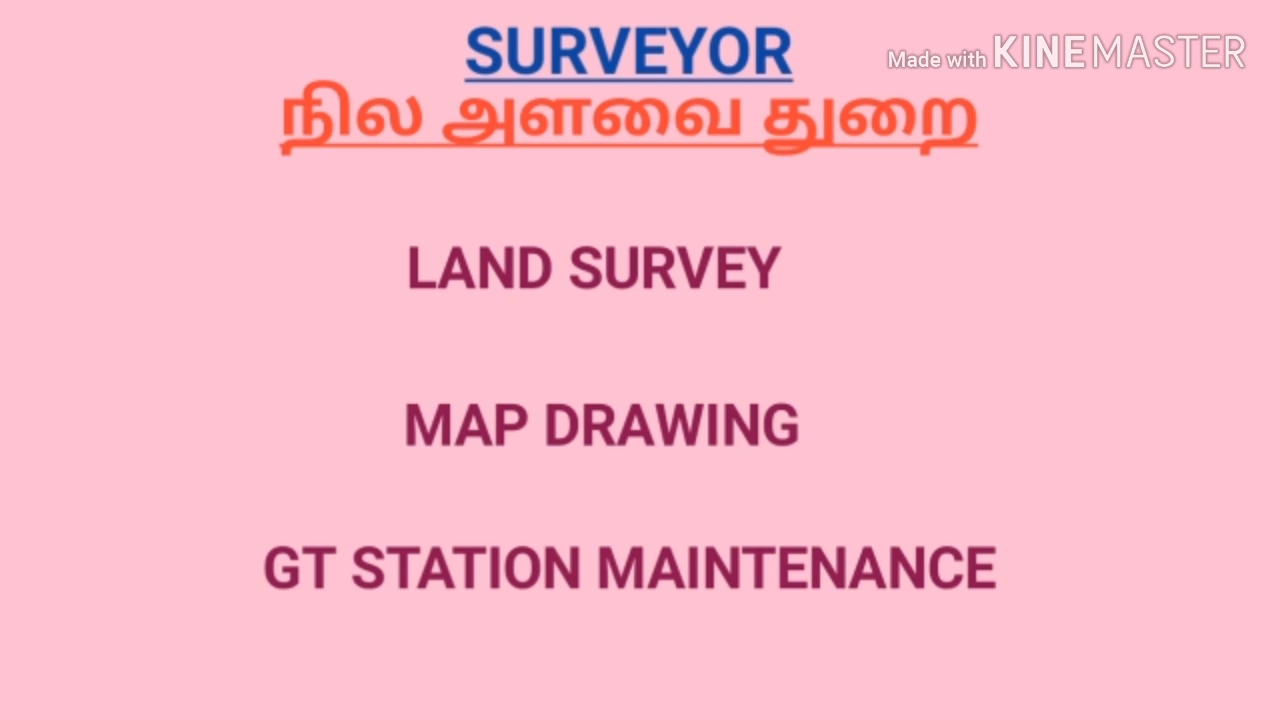 SURVEYOR
Made with KINEMASTER
நில அளவை துறை
LAND SURVEY
MAP DRAWING
GT STATION MAINTENANCE